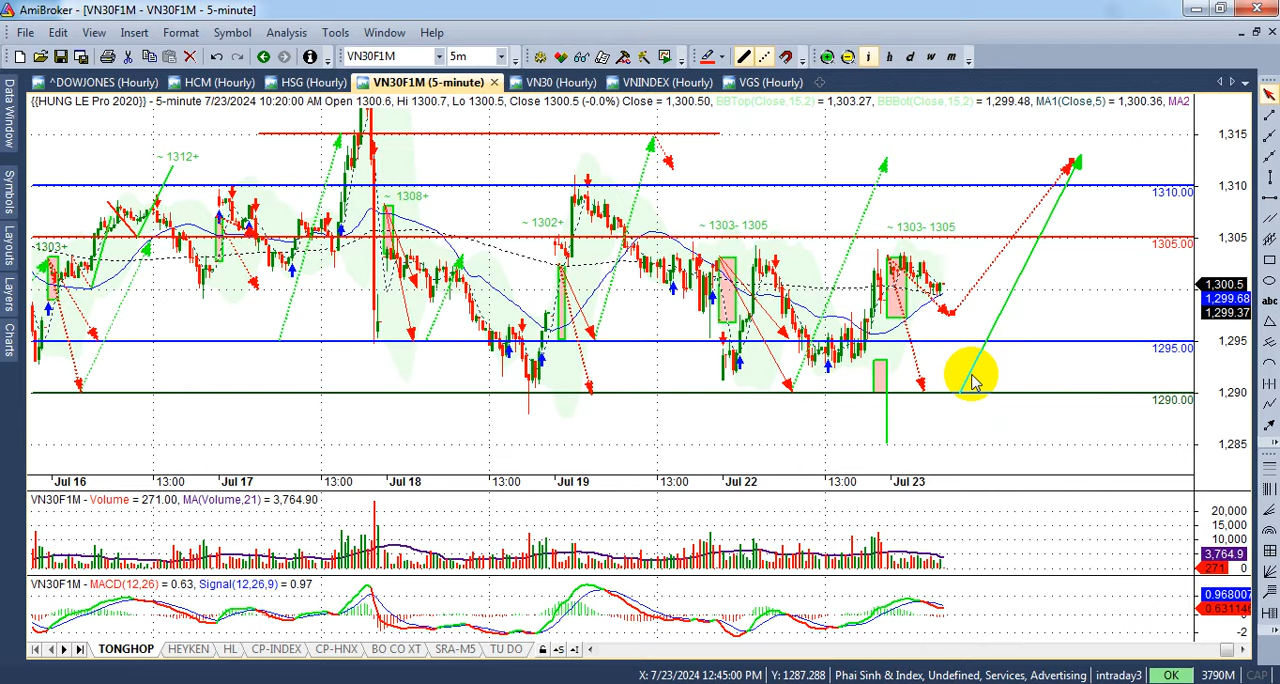 AmiBroker - [VN30F1M - VN30F1M - 5-minute]
File Edit View Insert Format Symbol Analysis Tools Window Help
VN30F1M 5m i h d w m
^DOWJONES (Hourly) HCM (Hourly) HSG (Hourly) VN30F1M (5-minute) VN30 (Hourly) VNINDEX (Hourly) VGS (Hourly)
{{HUNG LE Pro 2020}} - 5-minute 7/23/2024 10:20:00 AM Open 1300.6, Hi 1300.7, Lo 1300.5, Close 1300.5 (-0.0%) Close = 1,300.50, BBTop(Close,15,2) = 1,303.27, BBBot(Close,15,2) = 1,299.48, MA1(Close,5) = 1,300.36, MA2
Data Window
Symbols
Layouts
Layers
Charts
abc
1,315
~ 1312+
1,310
1310.00
~ 1308+
~ 1302+
~ 1303- 1305
~ 1303- 1305
1303+
1,305
1305.00
1,300.5
1,299.68
1,299.37
1,295
1295.00
1,290
1290.00
1,285
Jul 16 13:00 Jul 17 13:00 Jul 18 13:00 Jul 19 13:00 Jul 22 13:00 Jul 23
VN30F1M - Volume = 271.00, MA(Volume,21) = 3,764.90
20,000
15,000
10,000
3,764.9
271 0
VN30F1M - MACD(12,26) = 0.63, Signal(12,26,9) = 0.97
0.968007
0.631146
-2
TONGHOP HEYKEN HL CP-INDEX CP-HNX BO CO XT SRA-M5 TU DO
X: 7/23/2024 12:45:00 PM Y: 1287.288 Phai Sinh & Index, Undefined, Services, Advertising intraday3 OK 3790M CAP